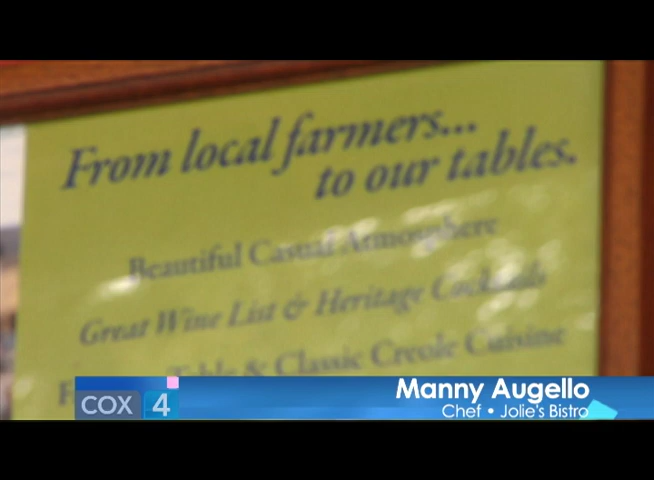 From local farmers...
to our tables.
Beautiful Casual Atmosphere
Great Wine List & Heritage Cocktails
Table & Classic Creole Cuisine
COX 4
Manny Augello
Chef • Jolie's Bistro